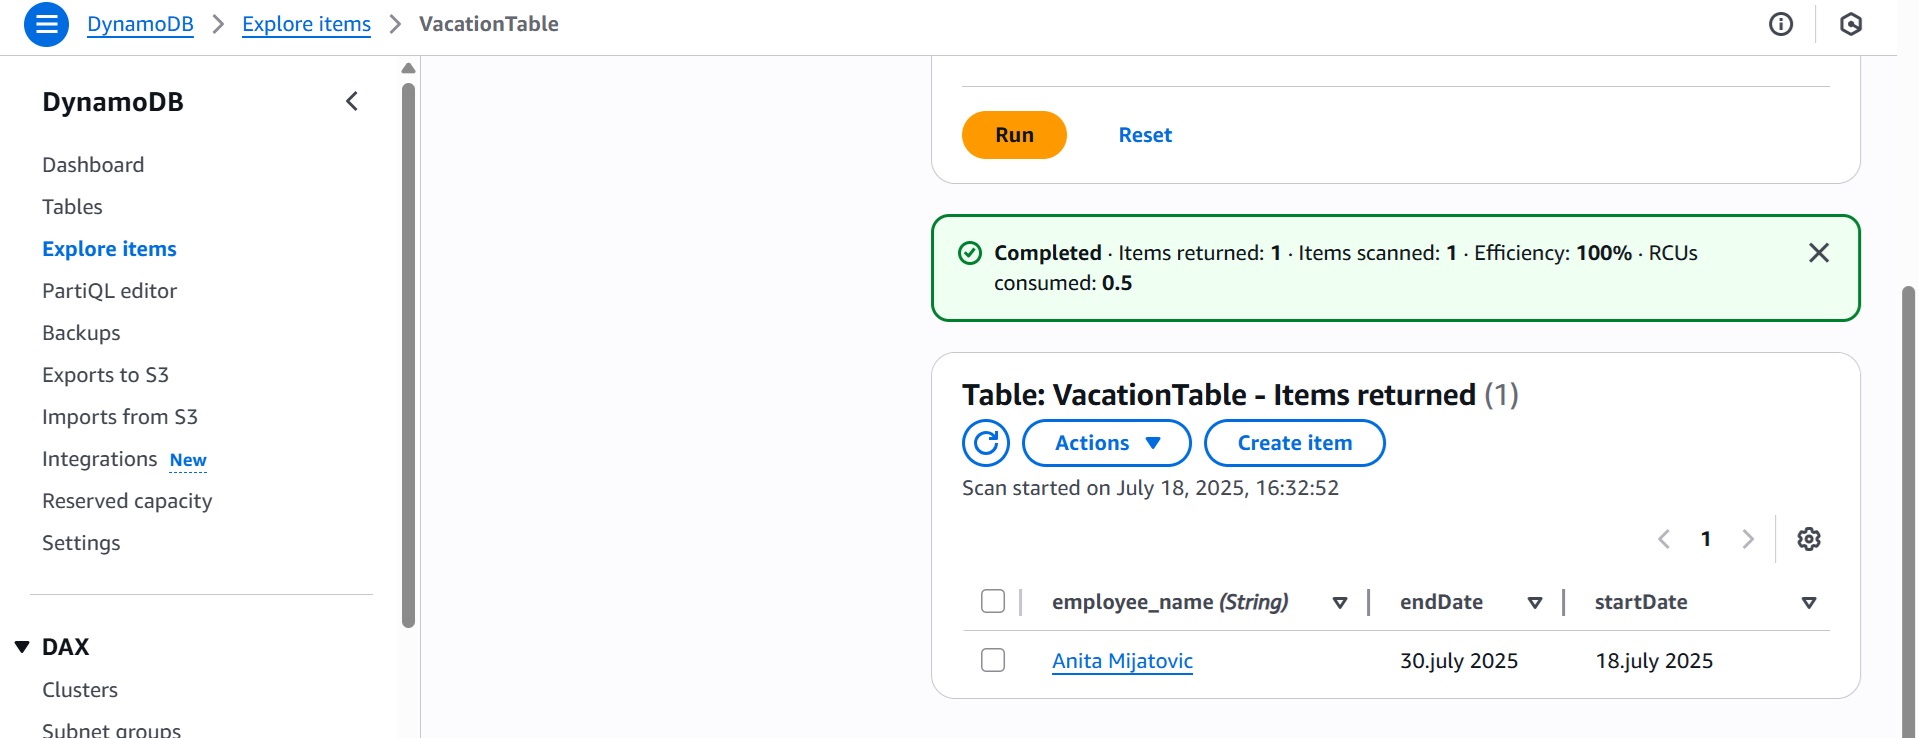 DynamoDB > Explore items > VacationTable
DynamoDB
Dashboard
Tables
Explore items
PartiQL editor
Backups
Exports to S3
Imports from S3
Integrations New
Reserved capacity
Settings
DAX
Clusters
Subnet groups
Run Reset
Completed · Items returned: 1 · Items scanned: 1 · Efficiency: 100% · RCUs
consumed: 0.5
Table: VacationTable - Items returned (1)
Actions Create item
Scan started on July 18, 2025, 16:32:52
1
employee_name (String) endDate startDate
Anita Mijatovic 30.july 2025 18.july 2025